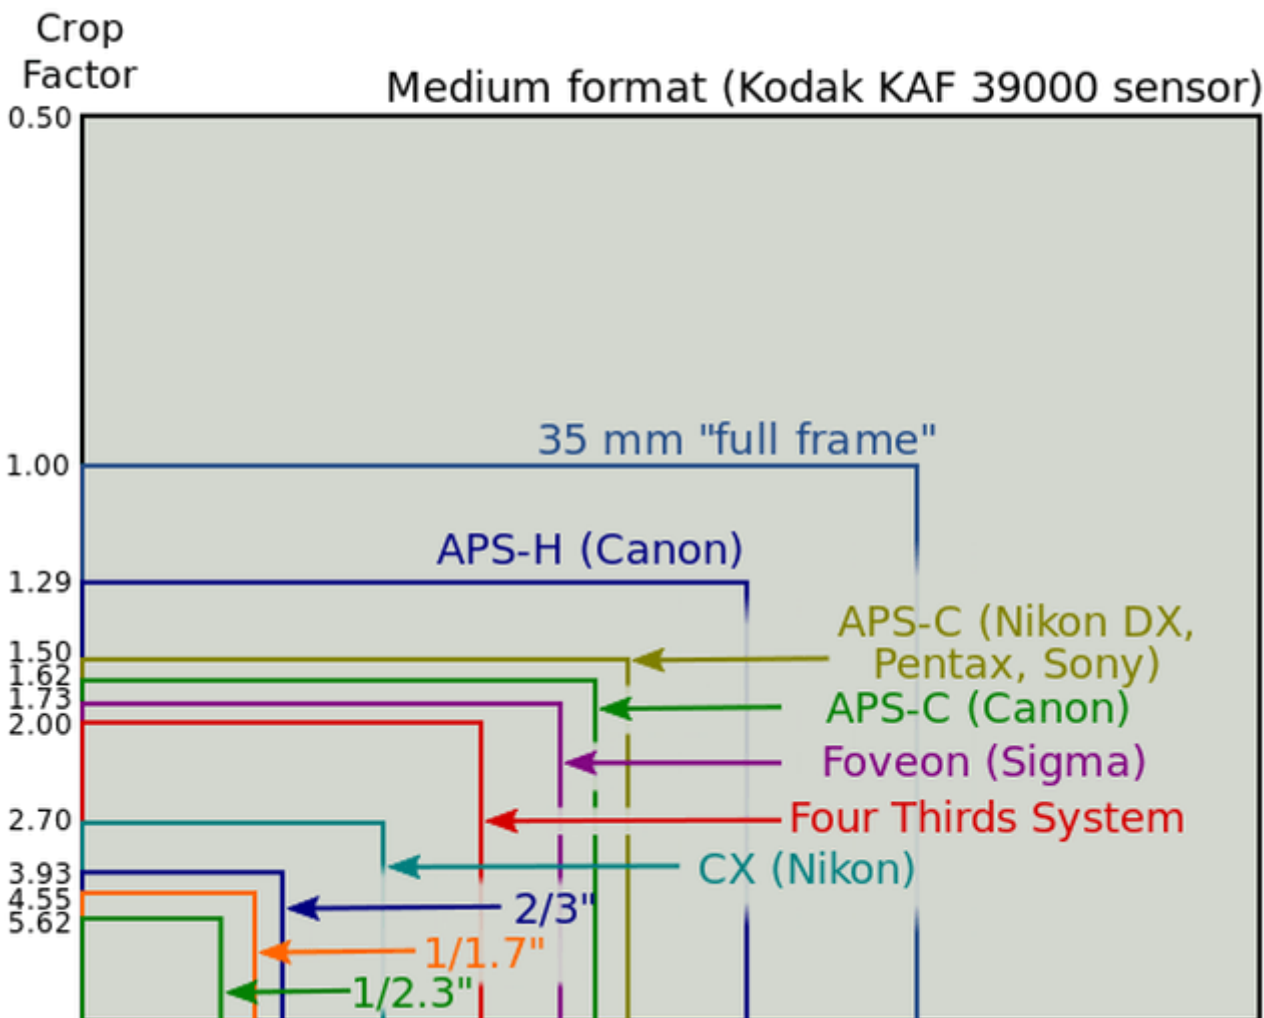 Crop
Factor
Medium format (Kodak KAF 39000 sensor)
0.50
35 mm "full frame"
1.00
APS-H (Canon)
1.29
APS-C (Nikon DX,
Pentax, Sony)
1.50
1.62
APS-C (Canon)
1.73
2.00
Foveon (Sigma)
Four Thirds System
2.70
CX (Nikon)
3.93
2/3"
4.55
5.62
1/1.7"
1/2.3"